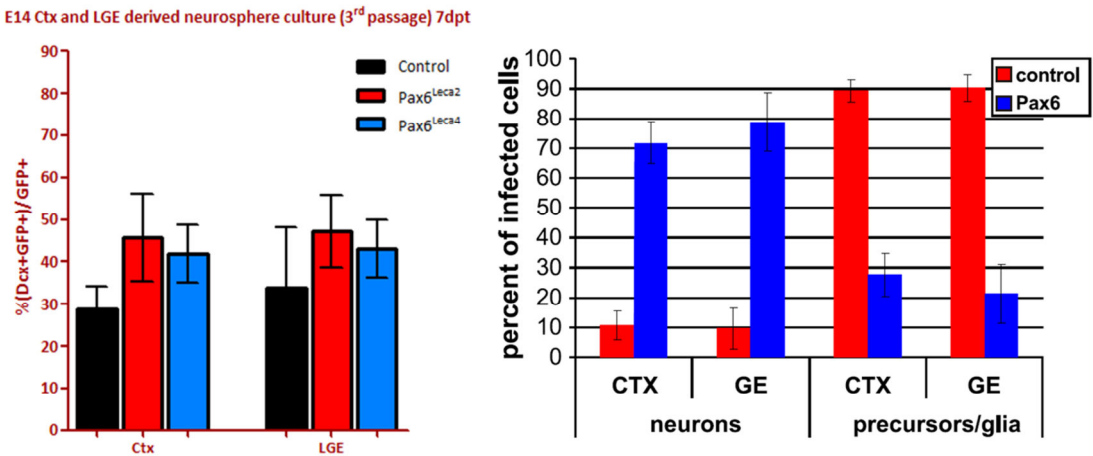 E14 Ctx and LGE derived neurosphere culture (3rd passage) 7dpt
%(Dcx+GFP+)/GFP+
90
80
70
60
50
40
30
20
10
0
Control
Pax6Leca2
Pax6Leca4
Ctx
LGE
percent of infected cells
100
90
80
70
60
50
40
30
20
10
0
control
Pax6
CTX
GE
CTX
GE
neurons
precursors/glia